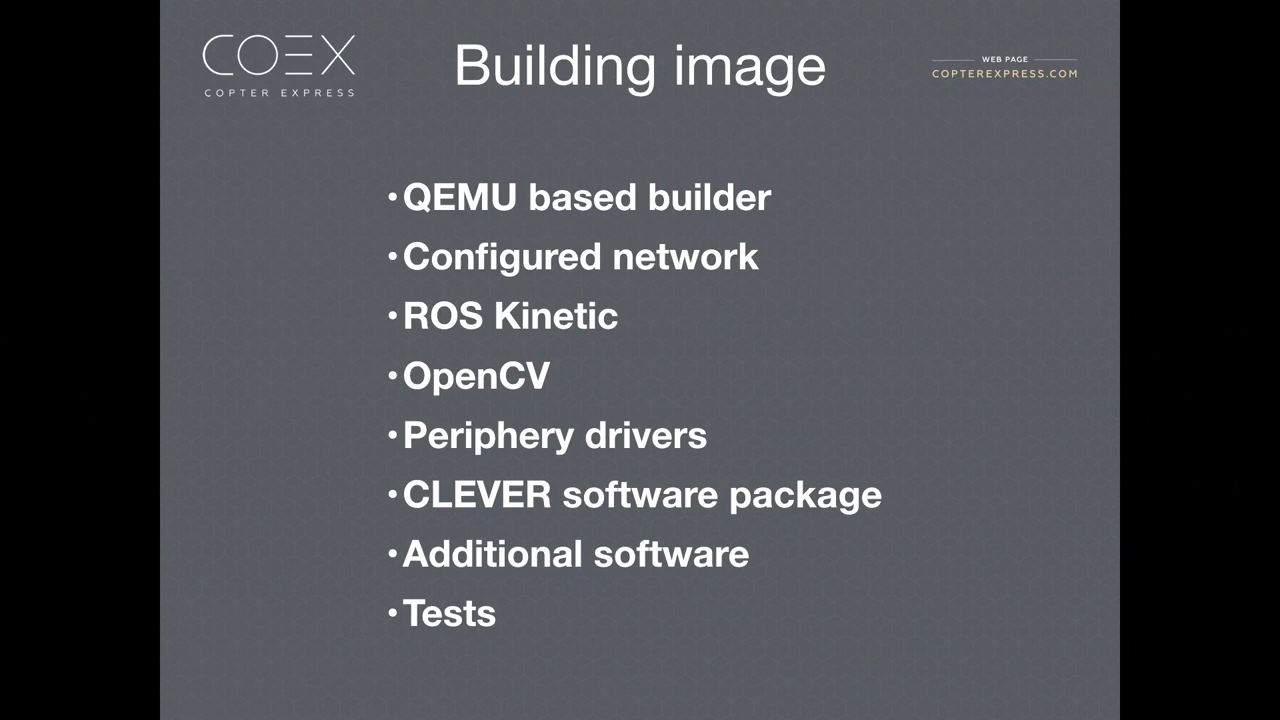 COEX
COPTER EXPRESS
Building image
WEB PAGE
COPTEREXPRESS.COM
•QEMU based builder
•Configured network
•ROS Kinetic
•OpenCV
•Periphery drivers
•CLEVER software package
•Additional software
•Tests